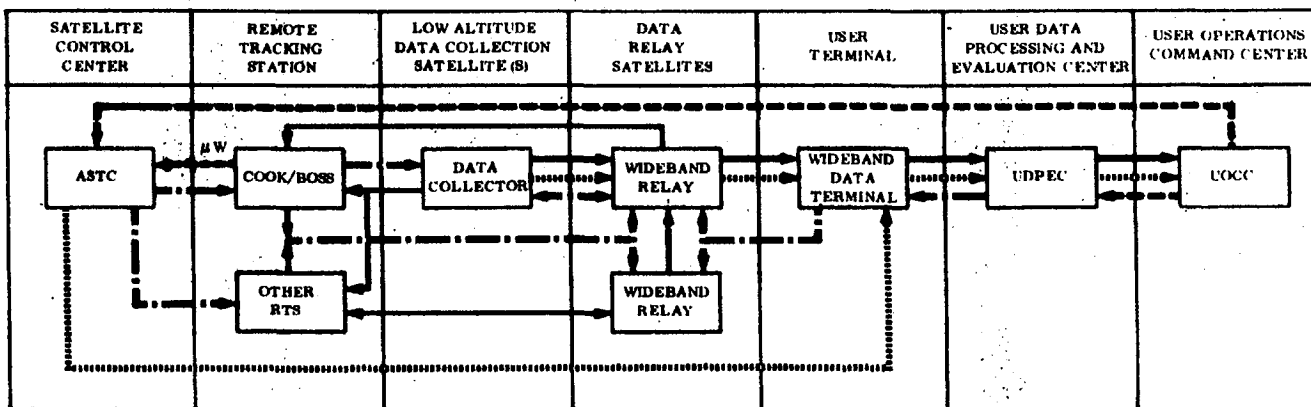 SATELLITE
CONTROL
CENTER
REMOTE
TRACKING
STATION
LOW ALTITUDE
DATA COLLECTION
SATELLITE (S)
DATA
RELAY
SATELLITES
USER
TERMINAL
USER DATA
PROCESSING AND
EVALUATION CENTER
USER OPERATIONS
COMMAND CENTER
ASTC
μW
COOK/BOSS
DATA
COLLECTOR
WIDEBAND
RELAY
WIDEBAND
DATA
TERMINAL
UDPEC
UOCC
OTHER
RTS
WIDEBAND
RELAY